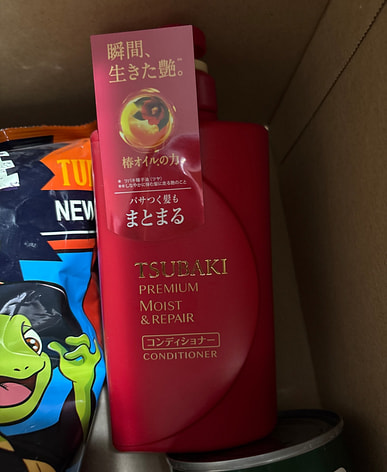 瞬間、
生きた艶。
椿オイルの力
パサつく髪も
まとまる
TSUBAKI
PREMIUM
MOIST
& REPAIR
コンディショナー
CONDITIONER
NEW